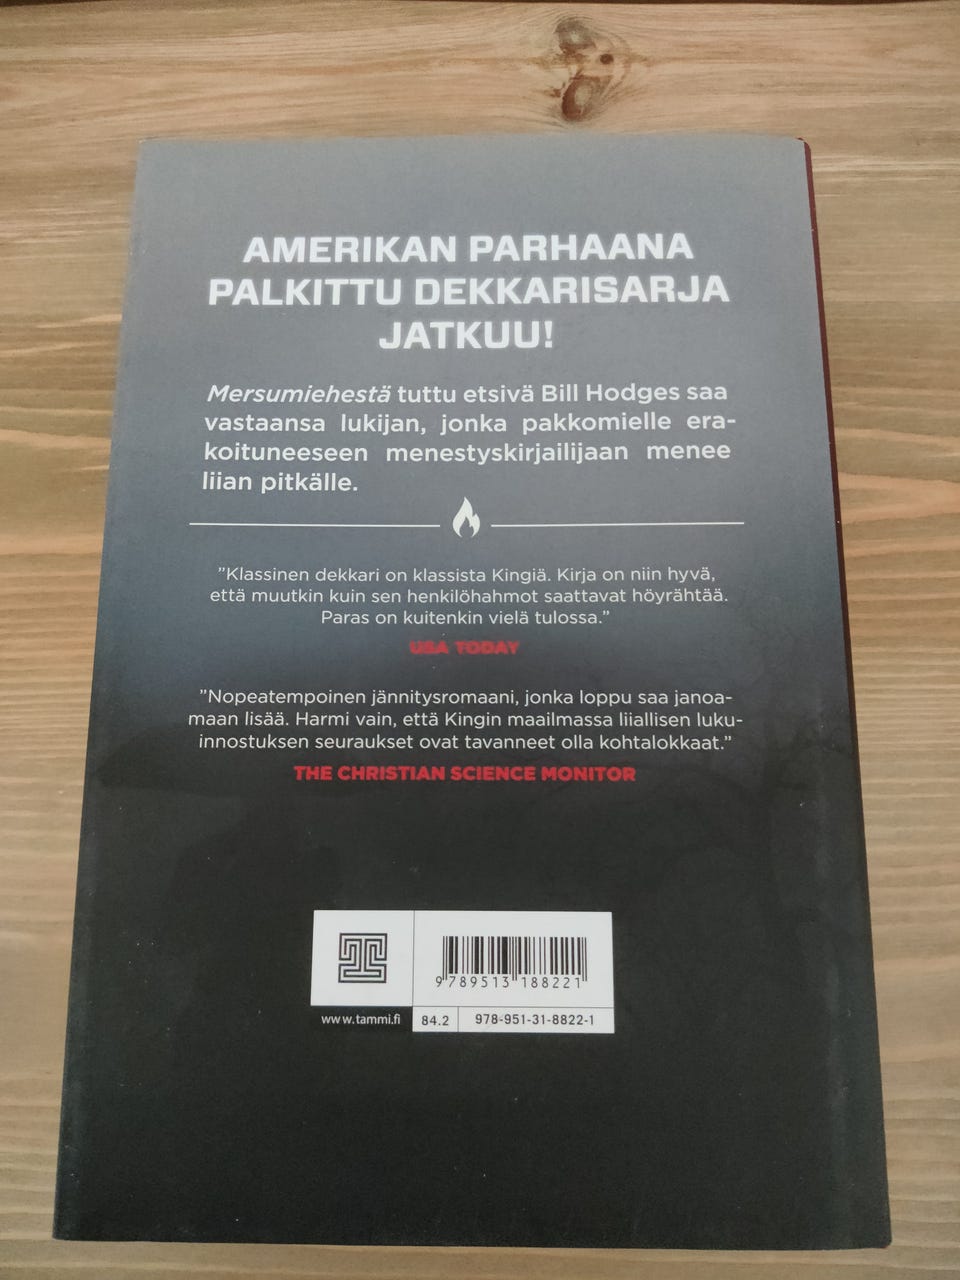 AMERIKAN PARHAANA
PALKITTU DEKKARISARJA
JATKUU!
Mersumiehestä tuttu etsivä Bill Hodges saa
vastaansa lukijan, jonka pakkomielle era-
koituneeseen menestyskirjailijaan menee
liian pitkälle.
”Klassinen dekkari on klassista Kingiä. Kirja on niin hyvä,
että muutkin kuin sen henkilöhahmot saattavat höyrähtää.
Paras on kuitenkin vielä tulossa.”
USA TODAY
”Nopeatempoinen jännitysromaani, jonka loppu saa janoa-
maan lisää. Harmi vain, että Kingin maailmassa liiallisen luku-
innostuksen seuraukset ovat tavanneet olla kohtalokkaat.”
THE CHRISTIAN SCIENCE MONITOR
9 789513 188221
www.tammi.fi 84.2 978-951-31-8822-1